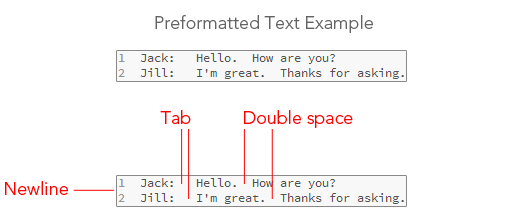 Preformatted Text Example
1 Jack:   Hello.  How are you?
2 Jill:   I'm great.  Thanks for asking.
Tab Double space
Newline
1 Jack:   Hello.  How are you?
2 Jill:   I'm great.  Thanks for asking.